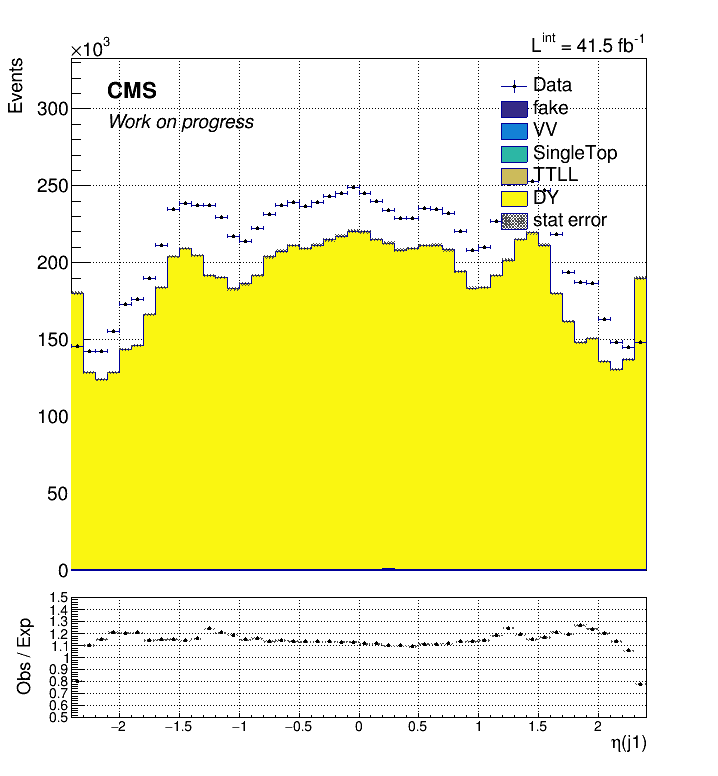 ×10³
L^int = 41.5 fb⁻¹
Events
CMS
Work on progress
Data
fake
VV
SingleTop
TTLL
DY
stat error
300
250
200
150
100
50
0
Obs / Exp
1.5
1.4
1.3
1.2
1.1
1
0.9
0.8
0.7
0.6
0.5
−2 −1.5 −1 −0.5 0 0.5 1 1.5 2
η(j1)